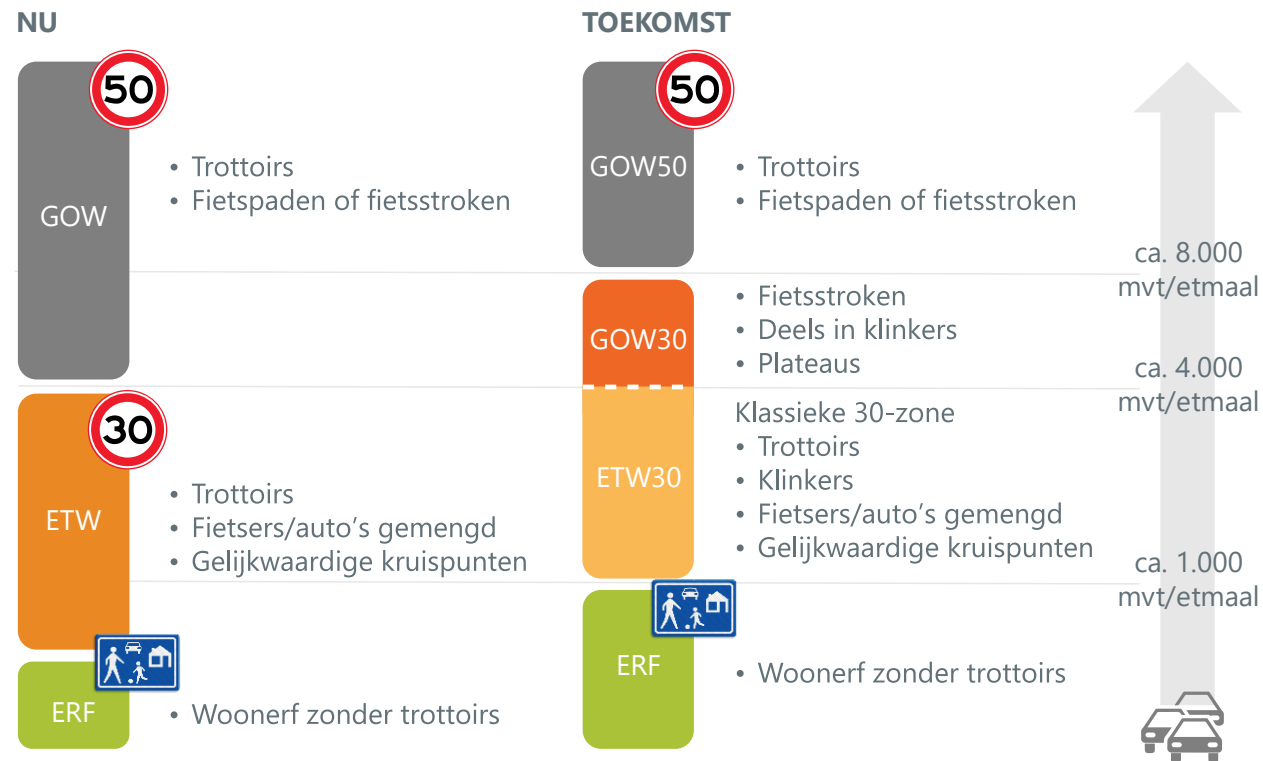 NU
50
GOW
• Trottoirs
• Fietspaden of fietsstroken
30
ETW
• Trottoirs
• Fietsers/auto's gemengd
• Gelijkwaardige kruispunten
ERF
• Woonerf zonder trottoirs
TOEKOMST
50
GOW50
• Trottoirs
• Fietspaden of fietsstroken
GOW30
• Fietsstroken
• Deels in klinkers
• Plateaus
ETW30
Klassieke 30-zone
• Trottoirs
• Klinkers
• Fietsers/auto's gemengd
• Gelijkwaardige kruispunten
ERF
• Woonerf zonder trottoirs
ca. 8.000
mvt/etmaal
ca. 4.000
mvt/etmaal
ca. 1.000
mvt/etmaal